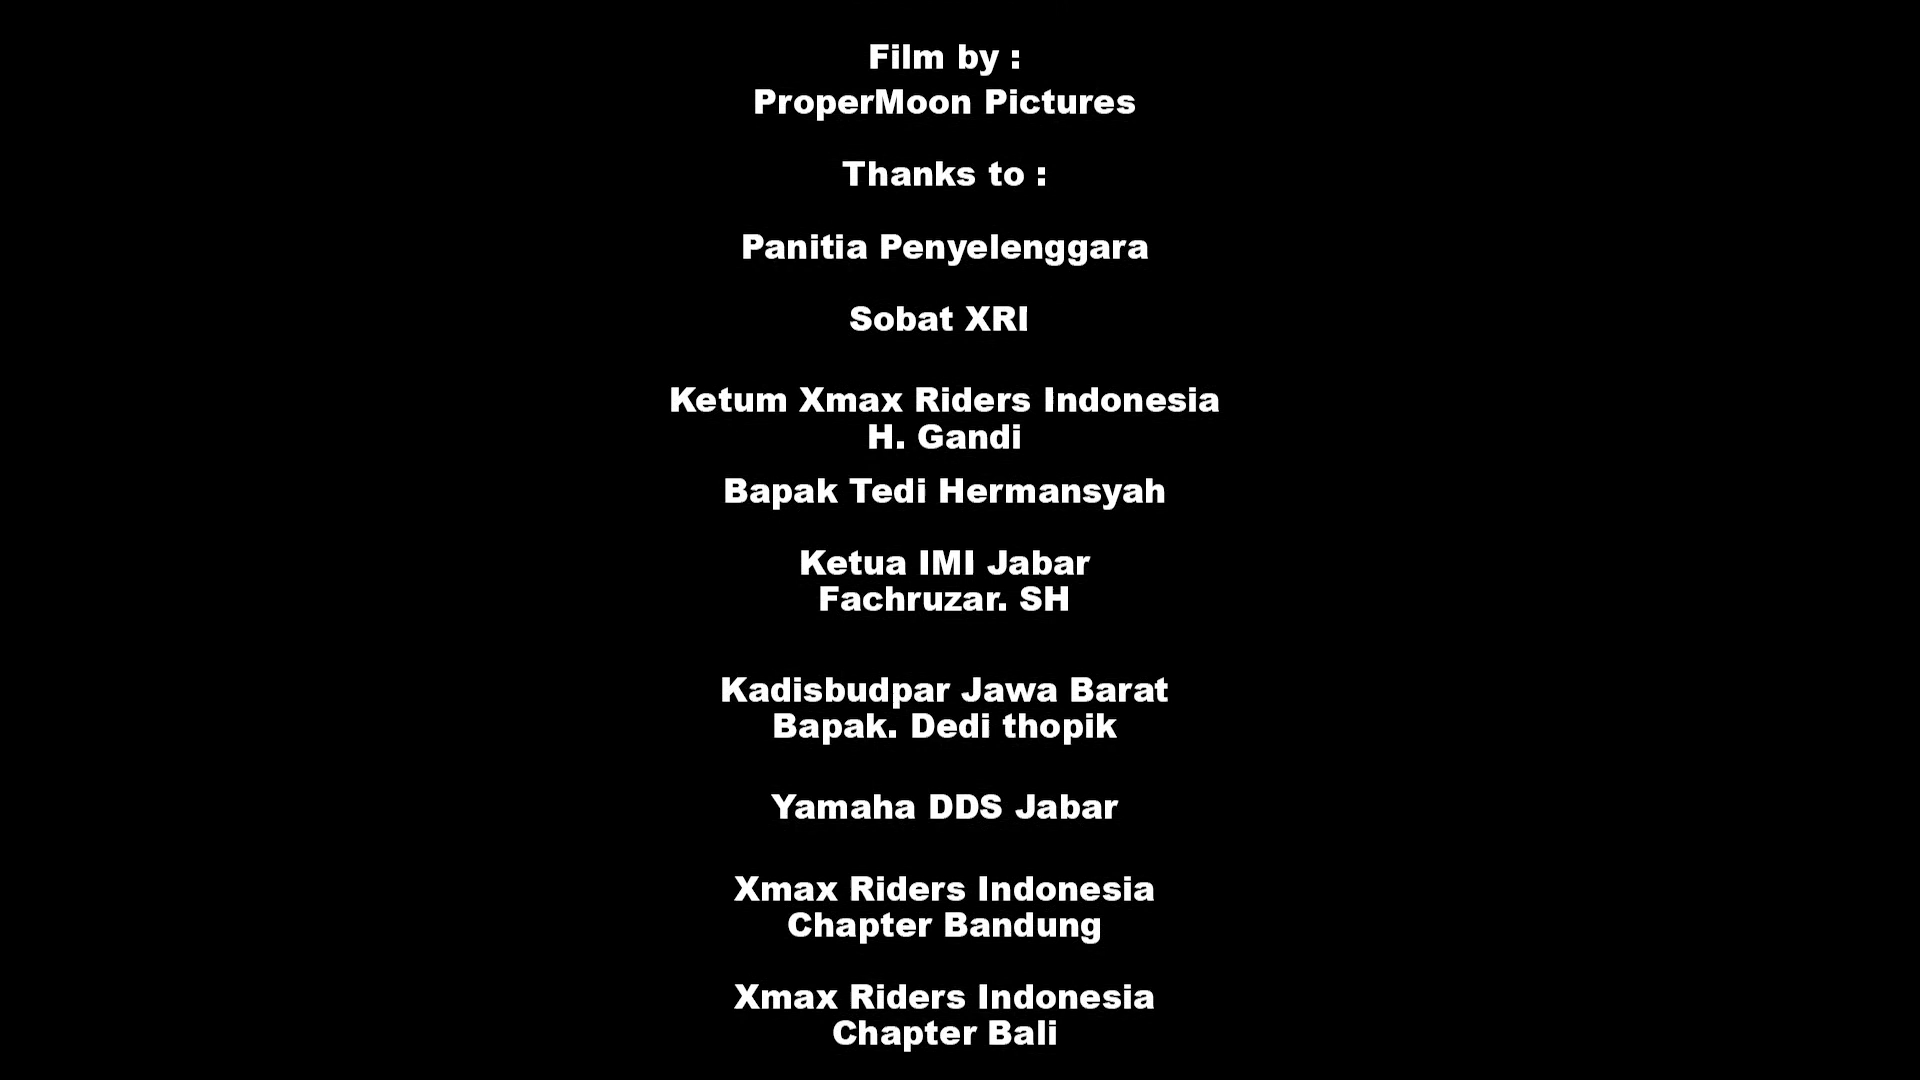 Film by :
ProperMoon Pictures
Thanks to :
Panitia Penyelenggara
Sobat XRI
Ketum Xmax Riders Indonesia
H. Gandi
Bapak Tedi Hermansyah
Ketua IMI Jabar
Fachruzar. SH
Kadisbudpar Jawa Barat
Bapak. Dedi thopik
Yamaha DDS Jabar
Xmax Riders Indonesia
Chapter Bandung
Xmax Riders Indonesia
Chapter Bali